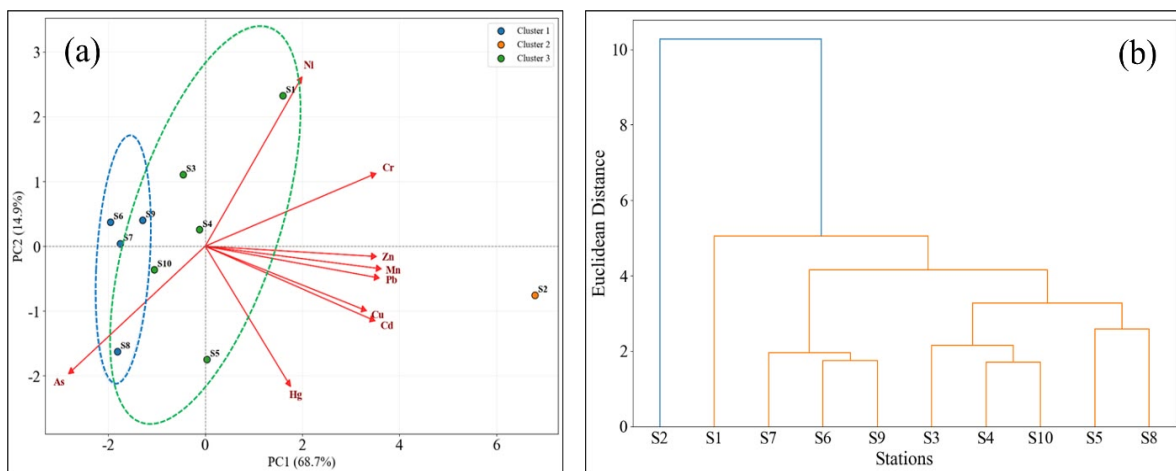 (a)
Cluster 1
Cluster 2
Cluster 3
3
2
1
0
-1
-2
PC2 (14.9%)
Ni
S1
Cr
S3
S4
S6
S9
S7
S10
Zn
Mn
Pb
S2
Cu
Cd
S8
S5
As
Hg
-2
0
2
4
6
PC1 (68.7%)
(b)
10
8
6
4
2
0
Euclidean Distance
S2 S1 S7 S6 S9 S3 S4 S10 S5 S8
Stations